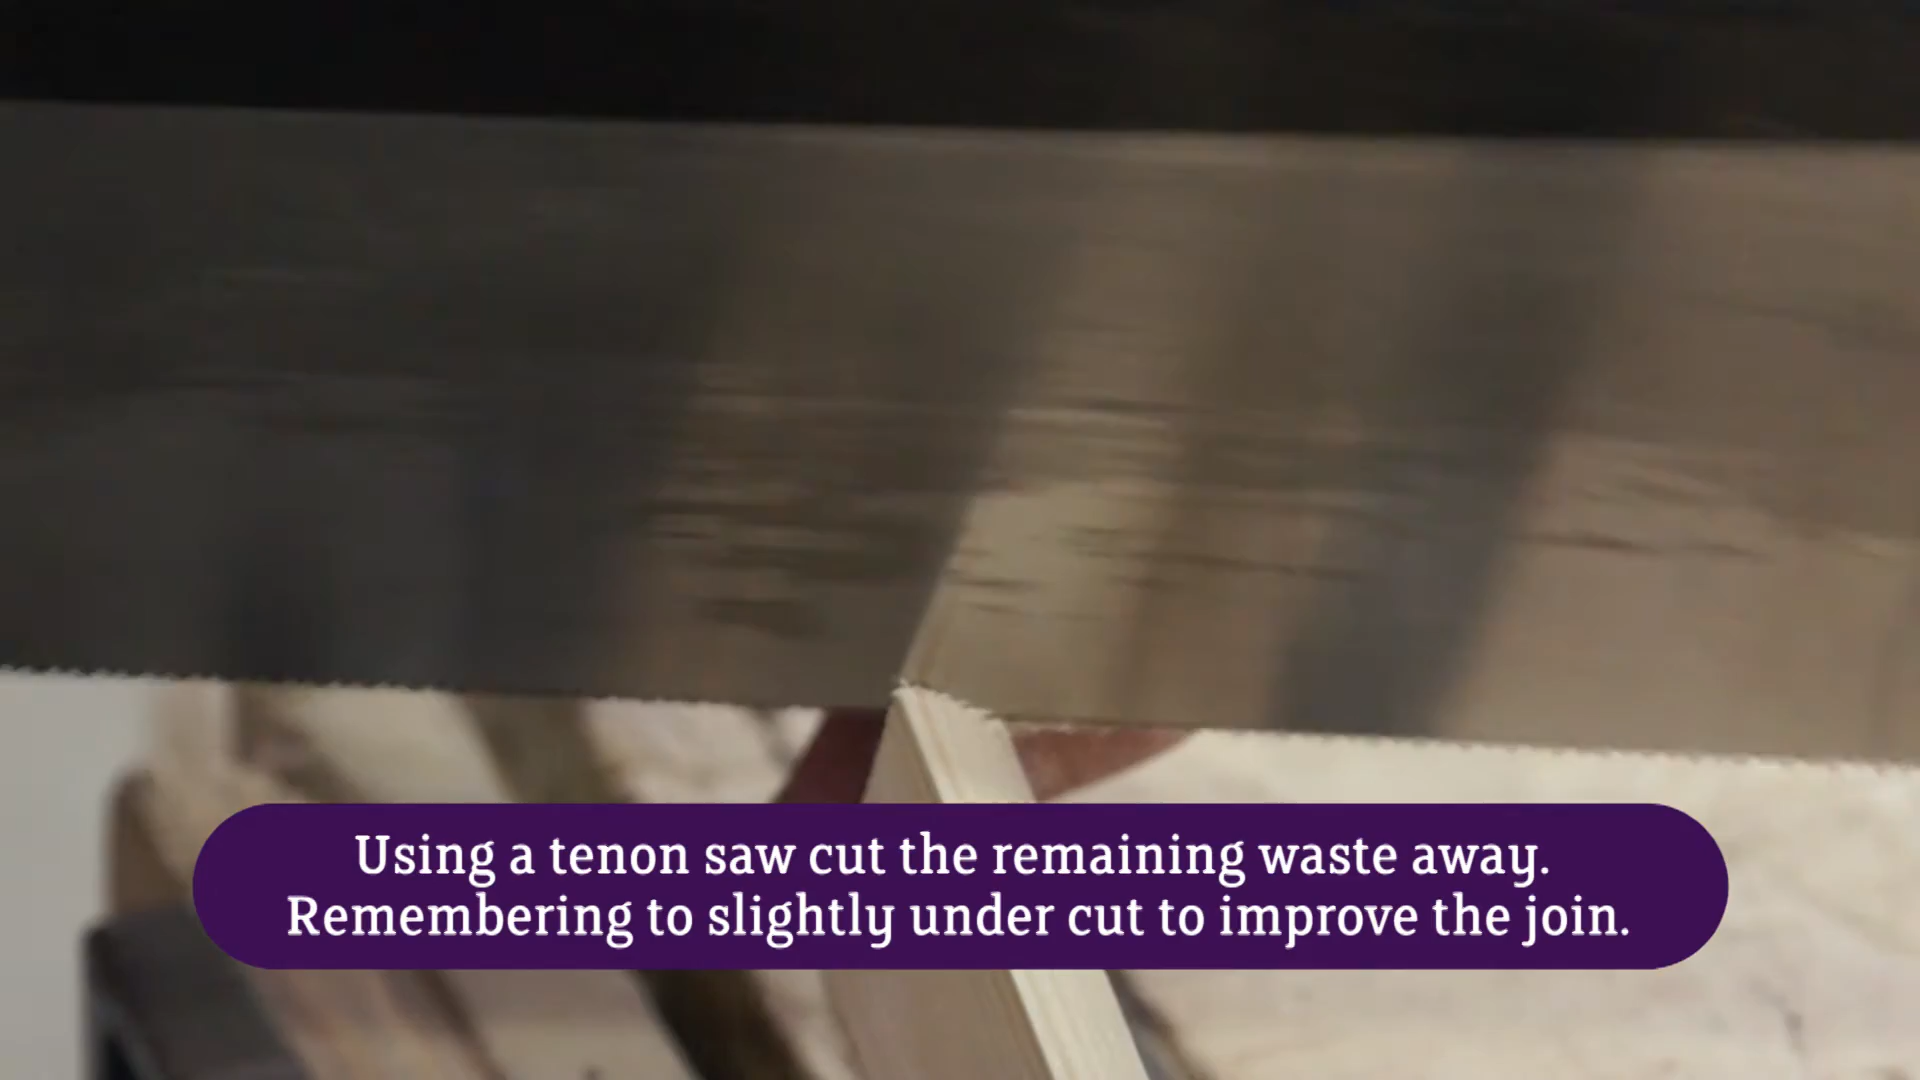 Using a tenon saw cut the remaining waste away.
Remembering to slightly under cut to improve the join.